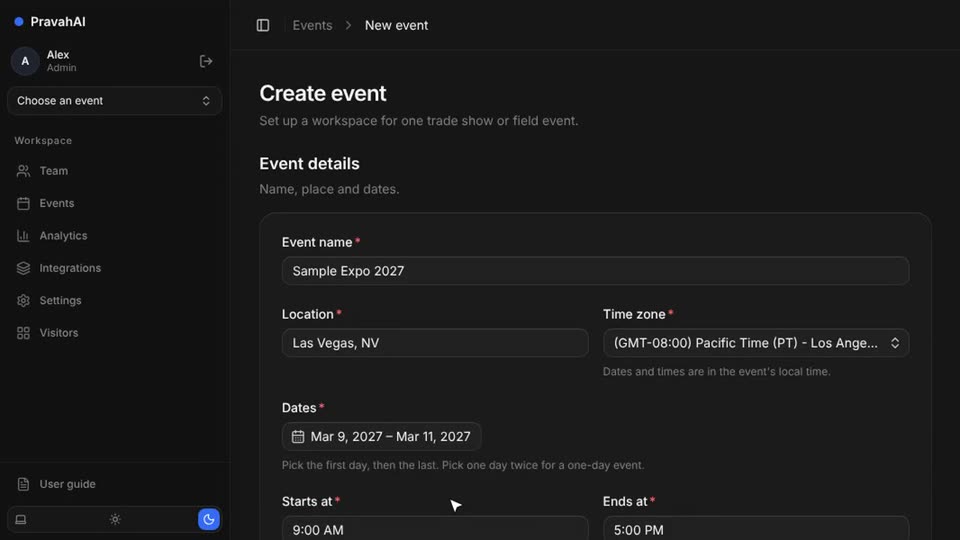 PravahAI
Events > New event
A
Alex
Admin
Choose an event
Workspace
Team
Events
Analytics
Integrations
Settings
Visitors
User guide
Create event
Set up a workspace for one trade show or field event.
Event details
Name, place and dates.
Event name*
Sample Expo 2027
Location*
Time zone*
Las Vegas, NV
(GMT-08:00) Pacific Time (PT) - Los Ange...
Dates and times are in the event's local time.
Dates*
Mar 9, 2027 – Mar 11, 2027
Pick the first day, then the last. Pick one day twice for a one-day event.
Starts at*
Ends at*
9:00 AM
5:00 PM